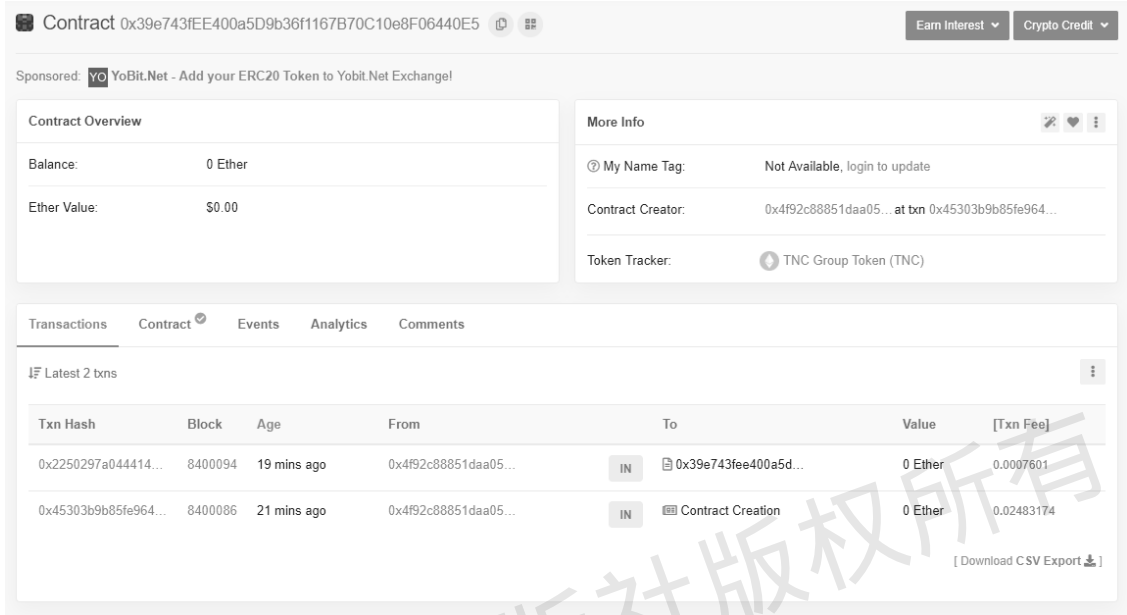 Contract 0x39e743fEE400a5D9b36f1167B70C10e8F06440E5
Earn Interest
Crypto Credit
Sponsored: YO YoBit.Net - Add your ERC20 Token to Yobit.Net Exchange!
Contract Overview
Balance: 0 Ether
Ether Value: $0.00
More Info
My Name Tag: Not Available, login to update
Contract Creator: 0x4f92c88851daa05... at txn 0x45303b9b85fe964...
Token Tracker: TNC Group Token (TNC)
Transactions Contract Events Analytics Comments
Latest 2 txns
Txn Hash Block Age From To Value [Txn Fee]
0x2250297a044414... 8400094 19 mins ago 0x4f92c88851daa05... IN 0x39e743fee400a5d... 0 Ether 0.0007601
0x45303b9b85fe964... 8400086 21 mins ago 0x4f92c88851daa05... IN Contract Creation 0 Ether 0.02483174
[ Download CSV Export ]
社版权所有